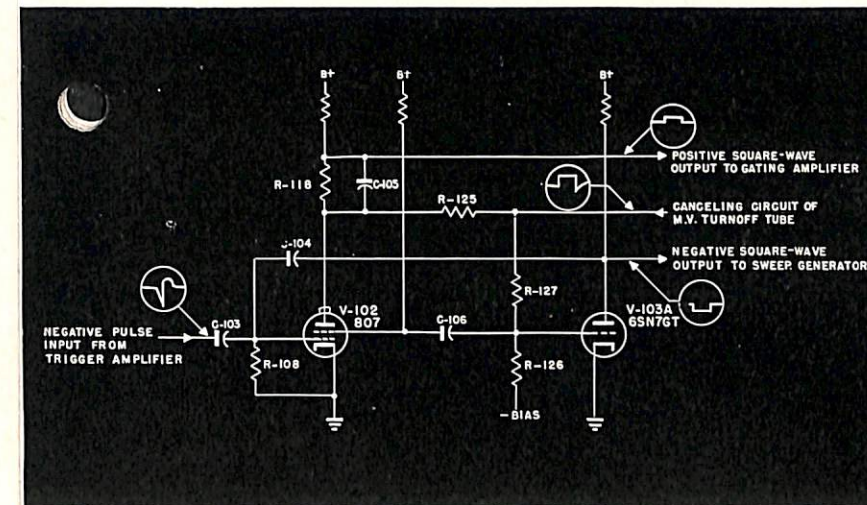 B+ B+ B+
POSITIVE SQUARE-WAVE
OUTPUT TO GATING AMPLIFIER
R-118
C-105
R-125
CANCELING CIRCUIT OF
M.V. TURNOFF TUBE
C-104
NEGATIVE SQUARE-WAVE
OUTPUT TO SWEEP GENERATOR
R-127
V-102
807
V-103A
6SN7GT
C-103
C-106
NEGATIVE PULSE
INPUT FROM
TRIGGER AMPLIFIER
R-108
R-126
-BIAS